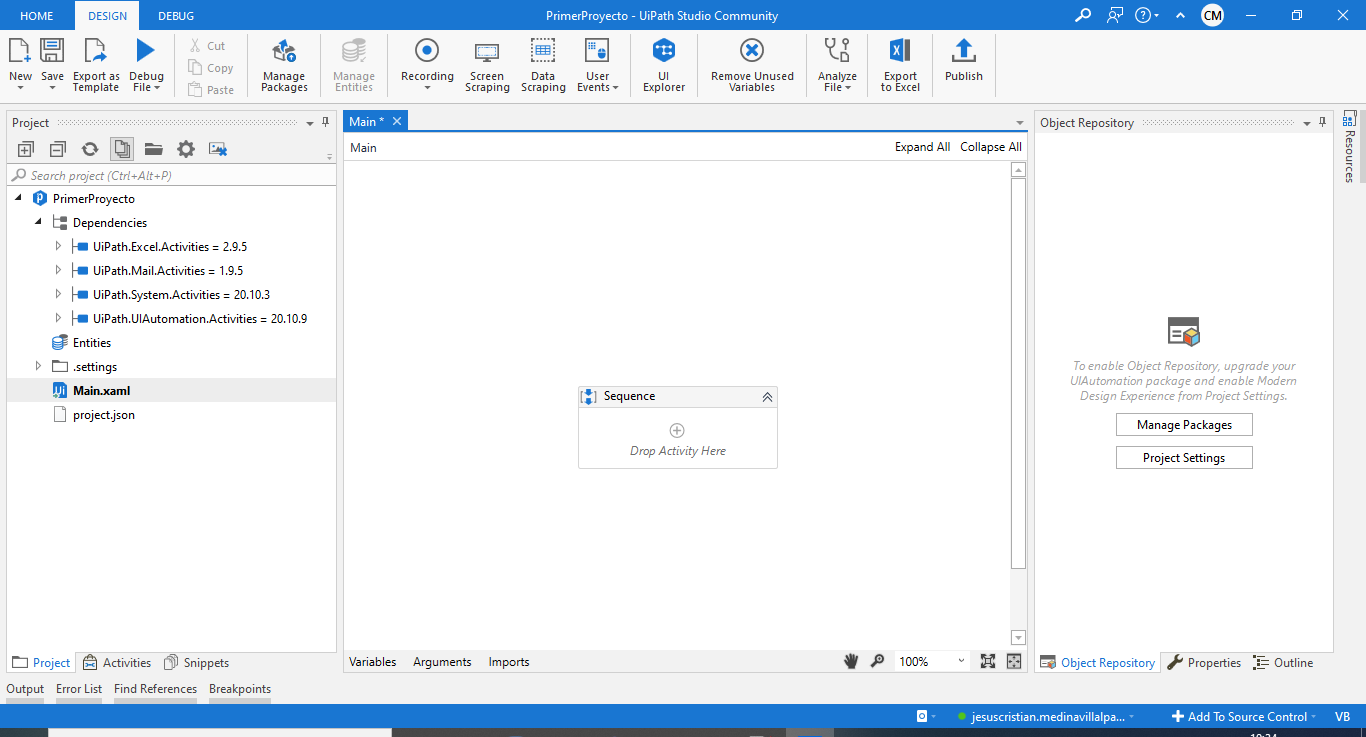 HOME DESIGN DEBUG PrimerProyecto - UiPath Studio Community CM
New Save Export as Template Debug File Cut Copy Paste Manage Packages Manage Entities Recording Screen Scraping Data Scraping User Events UI Explorer Remove Unused Variables Analyze File Export to Excel Publish
Project
Search project (Ctrl+Alt+P)
PrimerProyecto
Dependencies
UiPath.Excel.Activities = 2.9.5
UiPath.Mail.Activities = 1.9.5
UiPath.System.Activities = 20.10.3
UiPath.UIAutomation.Activities = 20.10.9
Entities
.settings
Main.xaml
project.json
Project Activities Snippets
Main *
Main Expand All Collapse All
Sequence
Drop Activity Here
Variables Arguments Imports 100%
Object Repository
To enable Object Repository, upgrade your
UIAutomation package and enable Modern
Design Experience from Project Settings.
Manage Packages
Project Settings
Object Repository Properties Outline
Resources
Output Error List Find References Breakpoints
jesuscristian.medinavillalpa... Add To Source Control VB